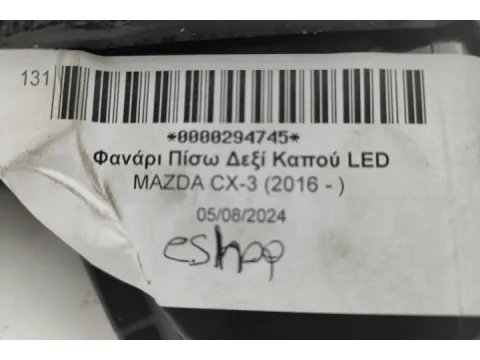 131
*0000294745*
Φανάρι Πίσω Δεξί Καπού LED
MAZDA CX-3 (2016 - )
05/08/2024
eshop